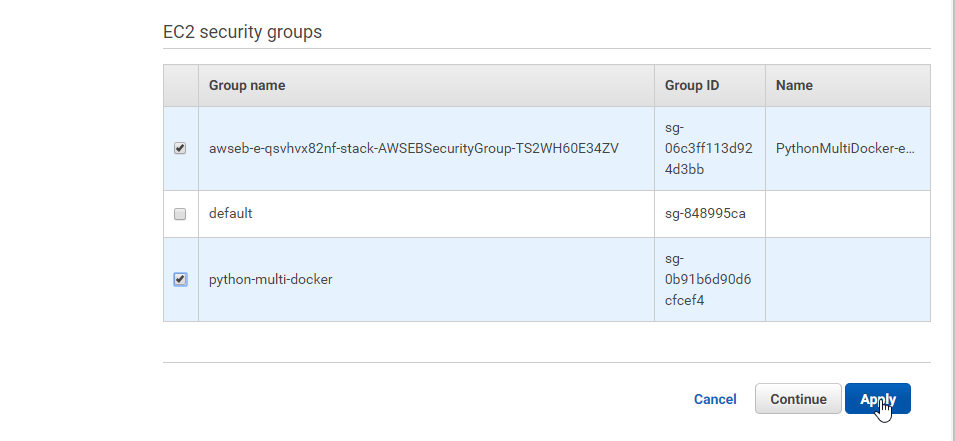 EC2 security groups
Group name Group ID Name
awseb-e-qsvhvx82nf-stack-AWSEBSecurityGroup-TS2WH60E34ZV sg-06c3ff113d924d3bb PythonMultiDocker-e...
default sg-848995ca
python-multi-docker sg-0b91b6d90d6cfcef4
Cancel Continue Apply